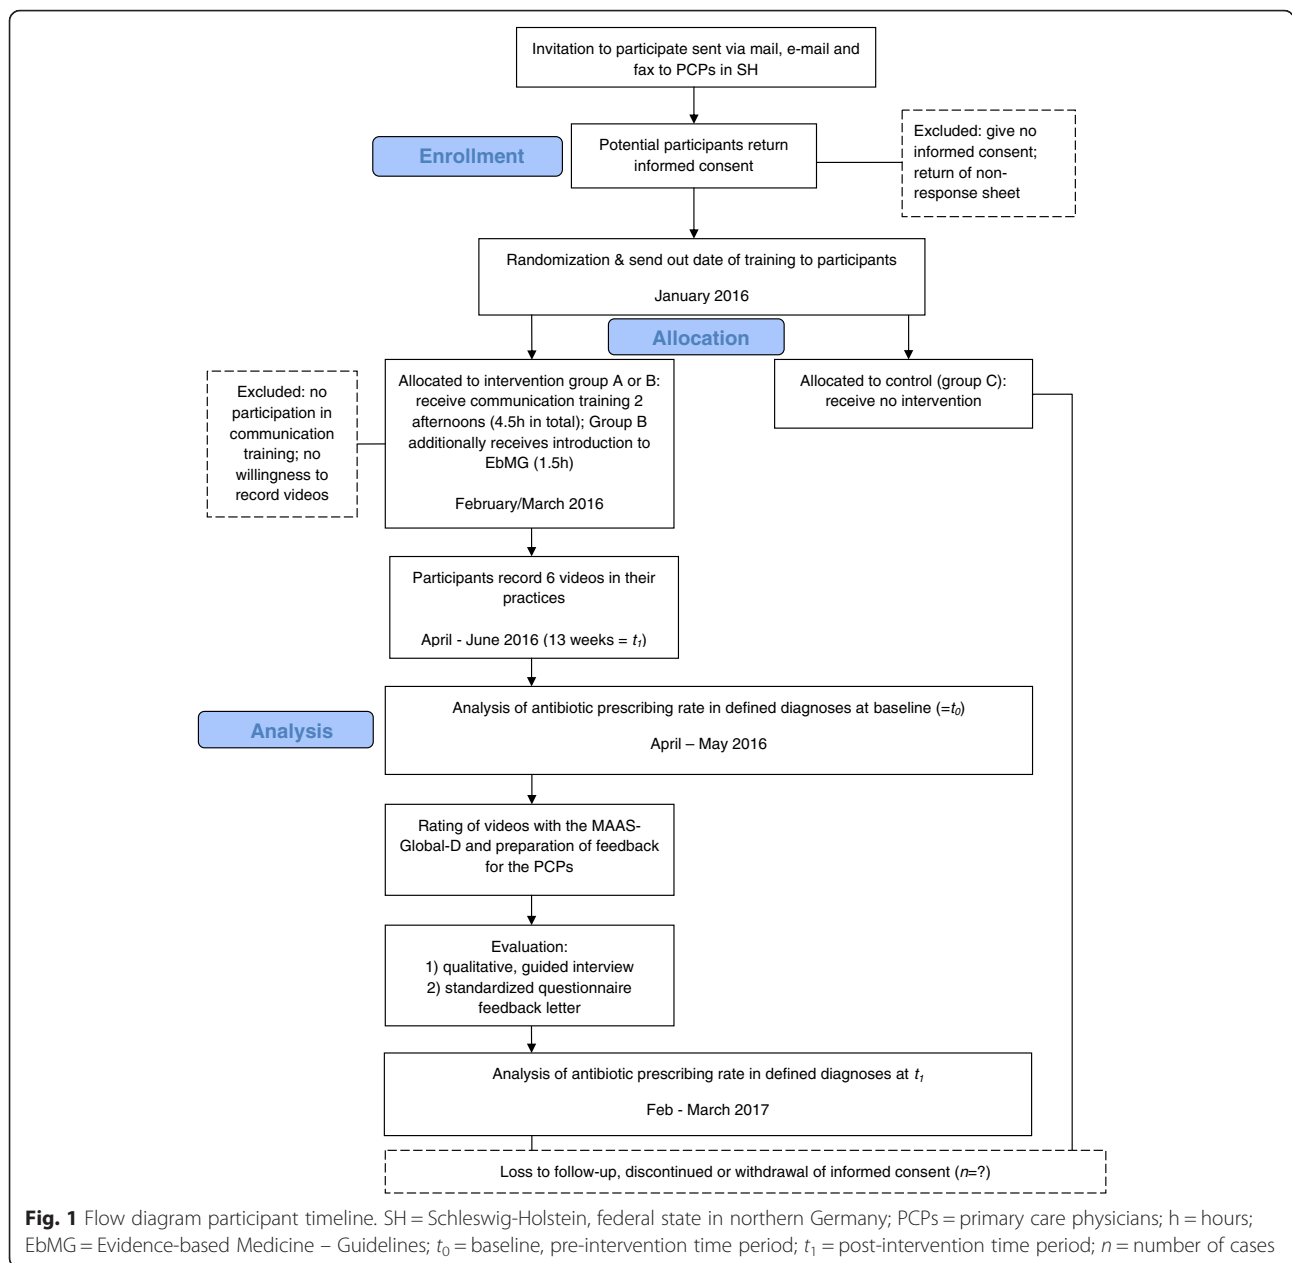 Invitation to participate sent via mail, e-mail and
fax to PCPs in SH
Enrollment
Potential participants return
informed consent
Excluded: give no
informed consent;
return of non-
response sheet
Randomization & send out date of training to participants
January 2016
Allocation
Excluded: no
participation in
communication
training; no
willingness to
record videos
Allocated to intervention group A or B:
receive communication training 2
afternoons (4.5h in total); Group B
additionally receives introduction to
EbMG (1.5h)
February/March 2016
Allocated to control (group C):
receive no intervention
Participants record 6 videos in their
practices
April - June 2016 (13 weeks = t1)
Analysis
Analysis of antibiotic prescribing rate in defined diagnoses at baseline (=t0)
April – May 2016
Rating of videos with the MAAS-
Global-D and preparation of feedback
for the PCPs
Evaluation:
1) qualitative, guided interview
2) standardized questionnaire
feedback letter
Analysis of antibiotic prescribing rate in defined diagnoses at t1
Feb - March 2017
Loss to follow-up, discontinued or withdrawal of informed consent (n=?)
Fig. 1 Flow diagram participant timeline. SH = Schleswig-Holstein, federal state in northern Germany; PCPs = primary care physicians; h = hours;
EbMG = Evidence-based Medicine – Guidelines; t0 = baseline, pre-intervention time period; t1 = post-intervention time period; n = number of cases